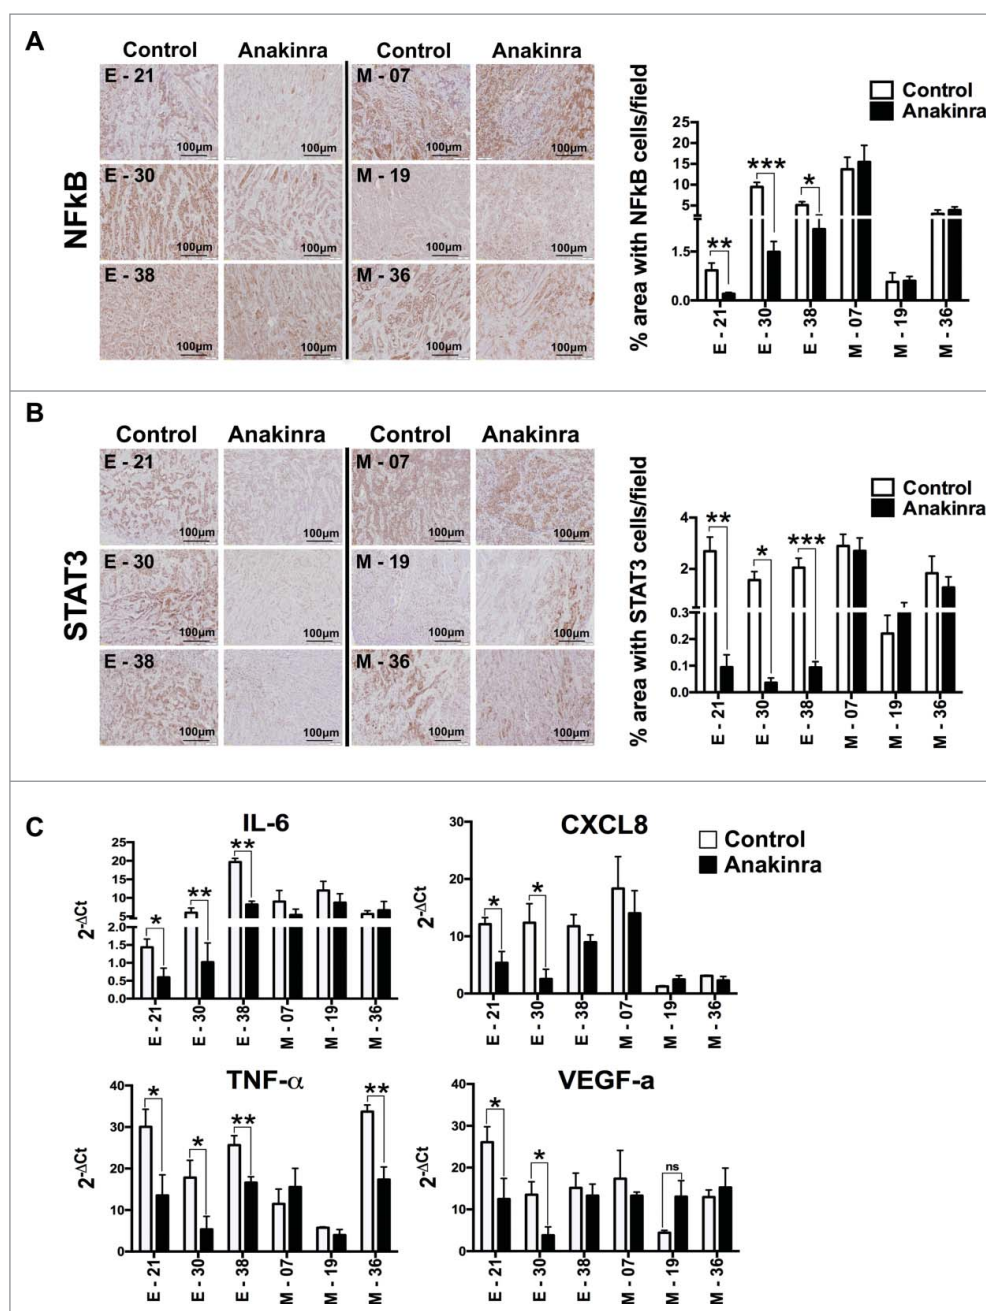 A
Control Anakinra Control Anakinra
NFkB
E - 21 M - 07
100µm 100µm 100µm 100µm
E - 30 M - 19
100µm 100µm 100µm 100µm
E - 38 M - 36
100µm 100µm 100µm 100µm
Control
Anakinra
% area with NFkB cells/field
25
20
15
10
5
1.5
0.0
** *** *
E - 21 E - 30 E - 38 M - 07 M - 19 M - 36
B
Control Anakinra Control Anakinra
STAT3
E - 21 M - 07
100µm 100µm 100µm 100µm
E - 30 M - 19
100µm 100µm 100µm 100µm
E - 38 M - 36
100µm 100µm 100µm 100µm
Control
Anakinra
% area with STAT3 cells/field
4
2
0.3
0.2
0.1
0.0
** * ***
E - 21 E - 30 E - 38 M - 07 M - 19 M - 36
C
IL-6
2-ΔCt
25
20
15
10
5
2.0
1.5
1.0
0.5
0.0
* ** **
E - 21 E - 30 E - 38 M - 07 M - 19 M - 36
CXCL8
2-ΔCt
30
20
10
0
* *
E - 21 E - 30 E - 38 M - 07 M - 19 M - 36
Control
Anakinra
TNF-α
2-ΔCt
40
30
20
10
0
* * ** **
E - 21 E - 30 E - 38 M - 07 M - 19 M - 36
VEGF-a
2-ΔCt
40
30
20
10
0
* * ns
E - 21 E - 30 E - 38 M - 07 M - 19 M - 36